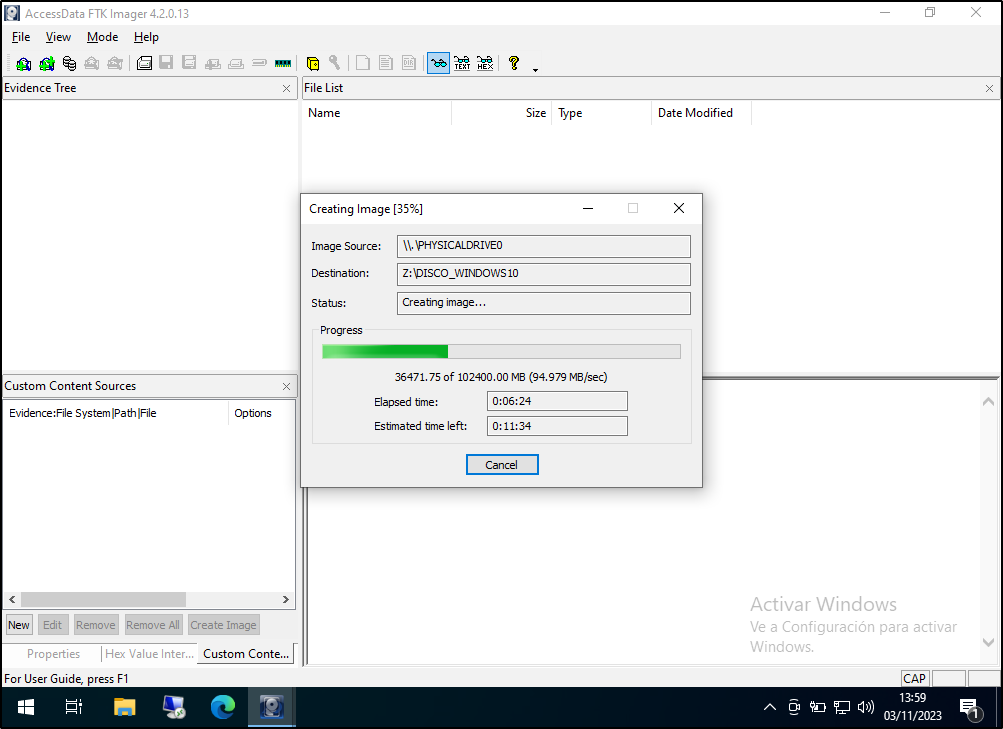 AccessData FTK Imager 4.2.0.13
File View Mode Help
TEXT HEX ?
Evidence Tree
File List
Name Size Type Date Modified
Creating Image [35%]
Image Source: \\.\PHYSICALDRIVE0
Destination: Z:\DISCO_WINDOWS10
Status: Creating image...
Progress
36471.75 of 102400.00 MB (94.979 MB/sec)
Elapsed time: 0:06:24
Estimated time left: 0:11:34
Cancel
Custom Content Sources
Evidence:File System|Path|File Options
New Edit Remove Remove All Create Image
Properties Hex Value Inter... Custom Conte...
Activar Windows
Ve a Configuración para activar
Windows.
For User Guide, press F1
CAP
13:59
03/11/2023
1